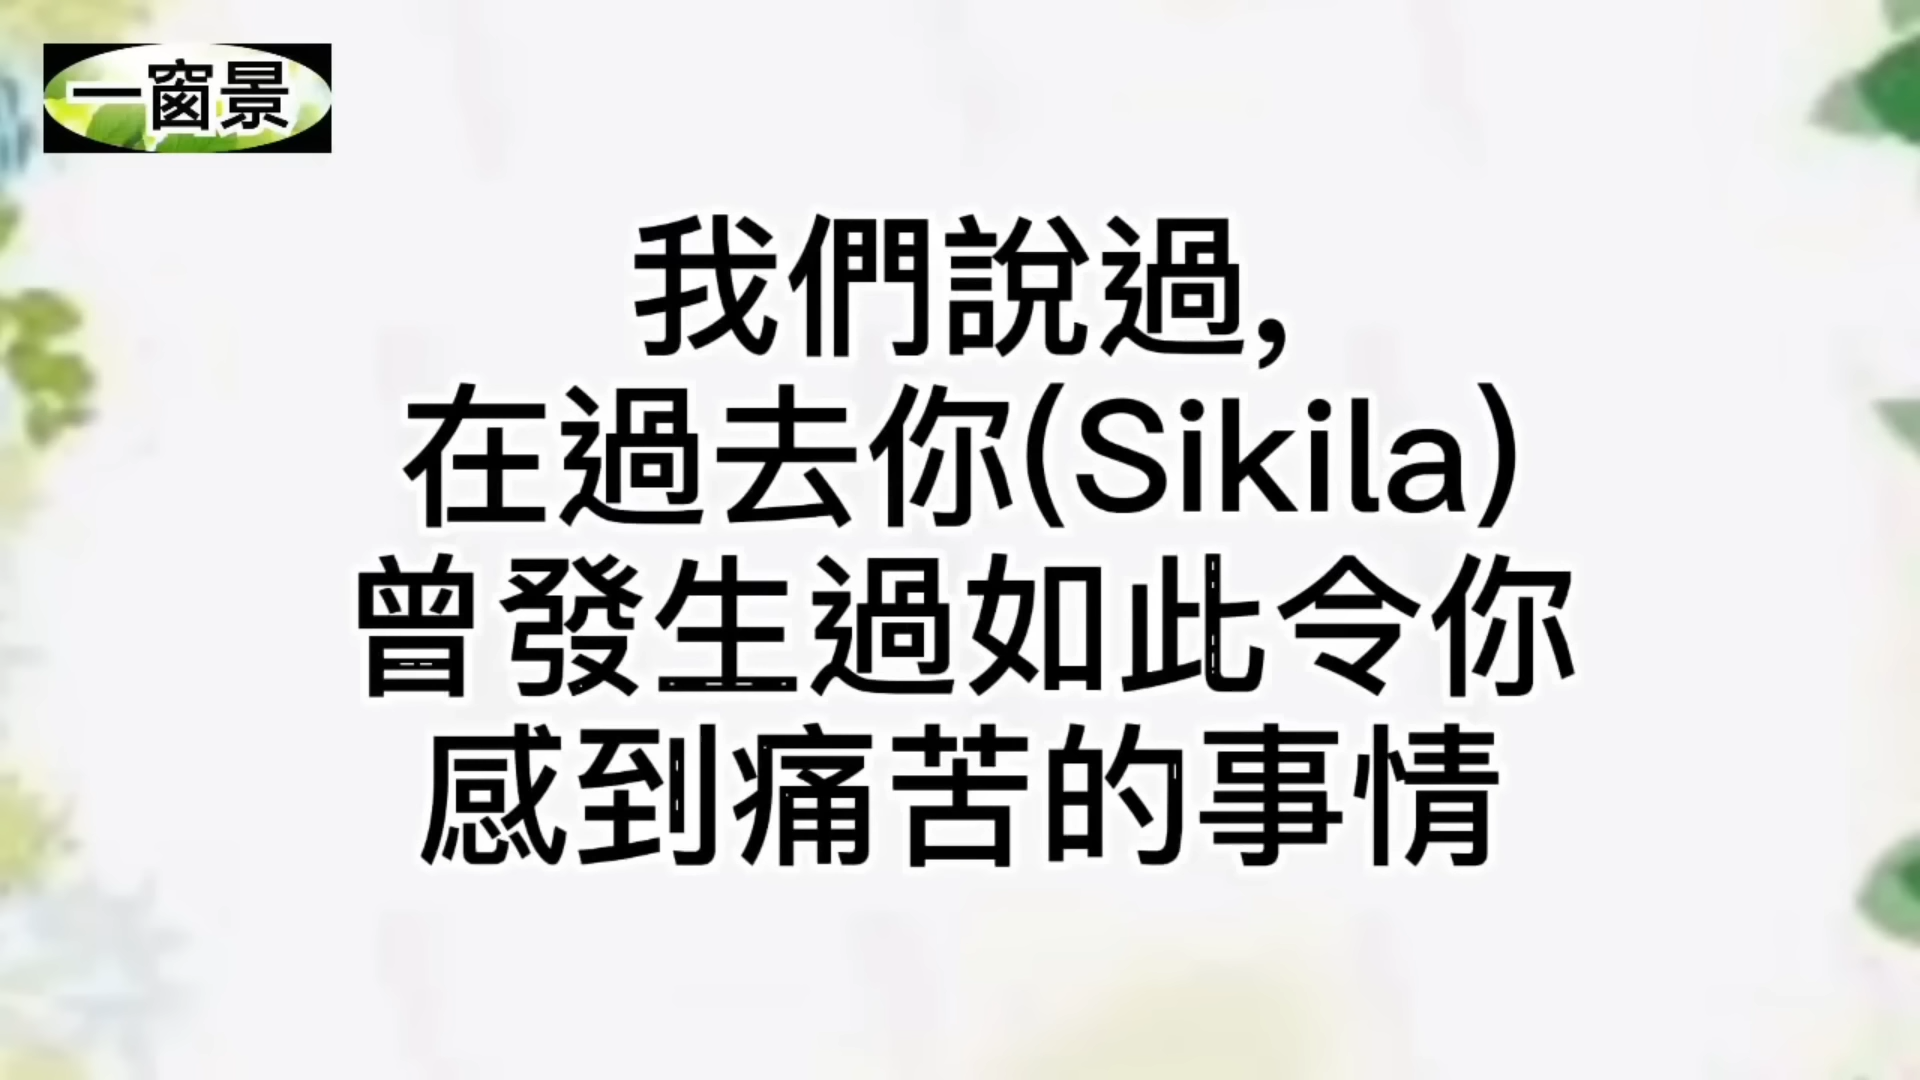 一窗景
我們說過,
在過去你(Sikila)
曾發生過如此令你
感到痛苦的事情